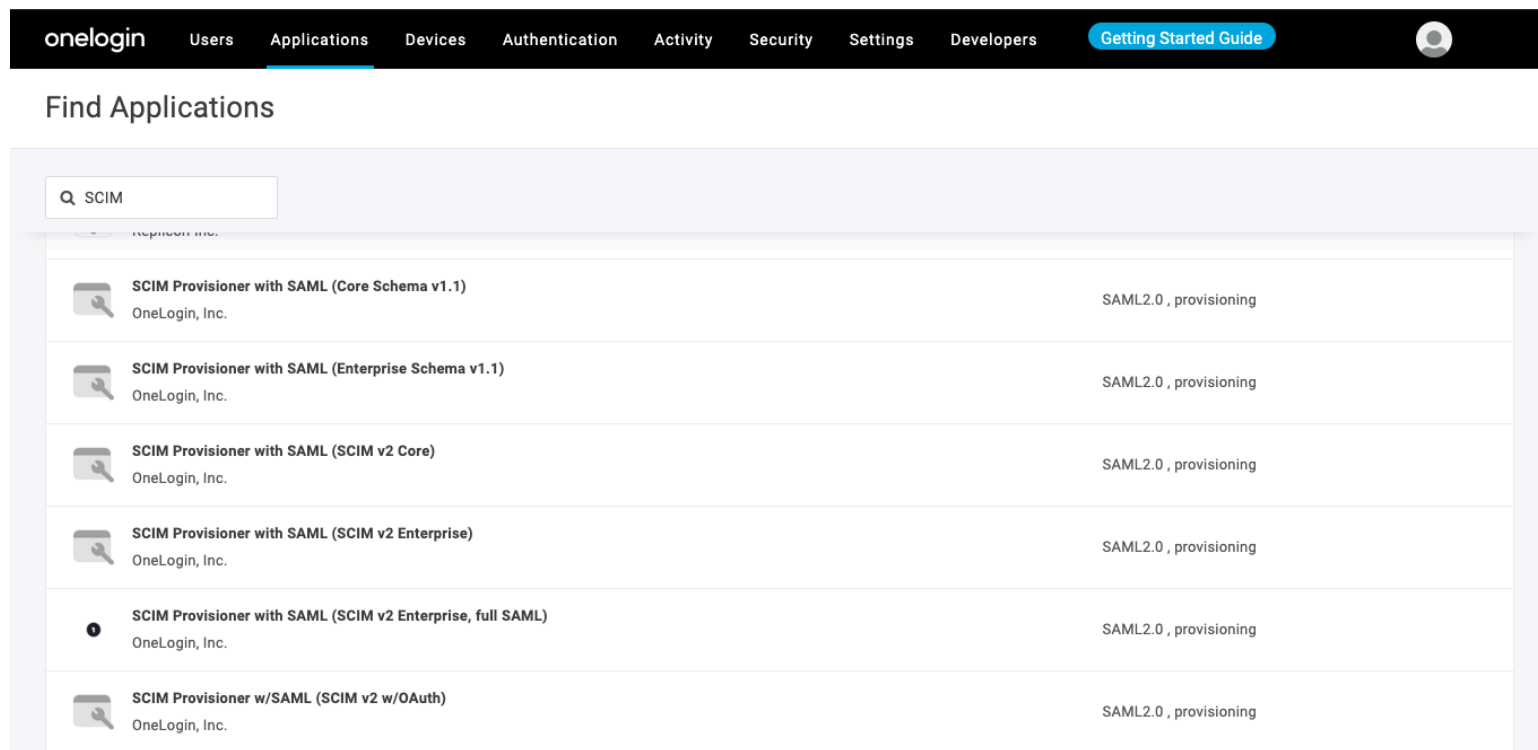 onelogin Users Applications Devices Authentication Activity Security Settings Developers Getting Started Guide
Find Applications
SCIM
Replicon Inc.
SCIM Provisioner with SAML (Core Schema v1.1)
OneLogin, Inc.
SAML2.0 , provisioning
SCIM Provisioner with SAML (Enterprise Schema v1.1)
OneLogin, Inc.
SAML2.0 , provisioning
SCIM Provisioner with SAML (SCIM v2 Core)
OneLogin, Inc.
SAML2.0 , provisioning
SCIM Provisioner with SAML (SCIM v2 Enterprise)
OneLogin, Inc.
SAML2.0 , provisioning
SCIM Provisioner with SAML (SCIM v2 Enterprise, full SAML)
OneLogin, Inc.
SAML2.0 , provisioning
SCIM Provisioner w/SAML (SCIM v2 w/OAuth)
OneLogin, Inc.
SAML2.0 , provisioning